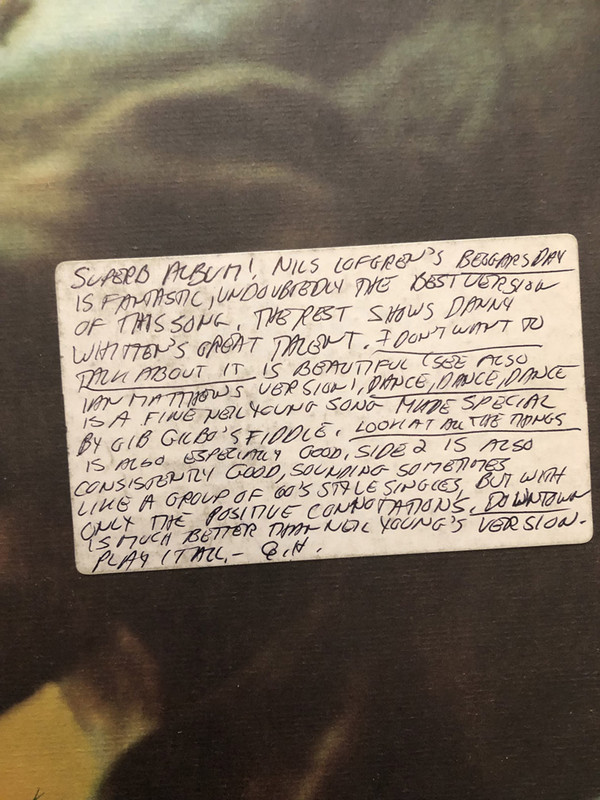 SUPERB ALBUM! NILS LOFGREN'S BEGGARS DAY
IS FANTASTIC, UNDOUBTEDLY THE BEST VERSION
OF THIS SONG. THE REST SHOWS DANNY
WHITTEN'S GREAT TALENT. I DON'T WANT TO
TALK ABOUT IT IS BEAUTIFUL (SEE ALSO
IAN MATTHEWS VERSION), DANCE, DANCE, DANCE
IS A FINE NEIL YOUNG SONG MADE SPECIAL
BY GIB GILBO'S FIDDLE. LOOK AT ALL THE THINGS
IS ALSO ESPECIALLY GOOD, SIDE 2 IS ALSO
CONSISTENTLY GOOD, SOUNDING SOMETIMES
LIKE A GROUP OF 60'S STYLE SINGLES, BUT WITH
ONLY THE POSITIVE CONNOTATIONS. DOWNTOWN
IS MUCH BETTER THAN NEIL YOUNG'S VERSION.
PLAY IT ALL. –